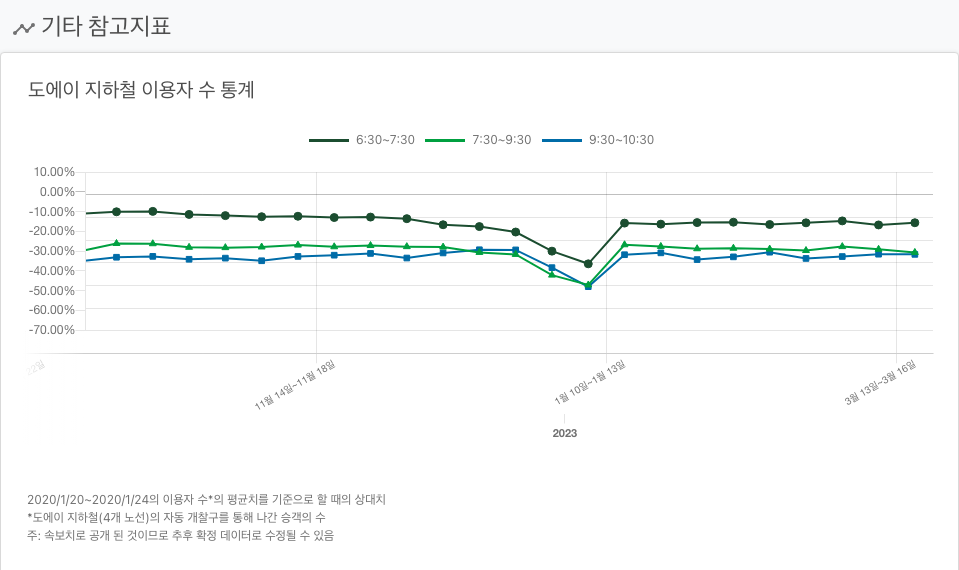 기타 참고지표
도에이 지하철 이용자 수 통계
6:30~7:30 7:30~9:30 9:30~10:30
10.00%
0.00%
-10.00%
-20.00%
-30.00%
-40.00%
-50.00%
-60.00%
-70.00%
11월 14일~11월 18일
1월 10일~1월 13일
3월 13일~3월 16일
2023
2020/1/20~2020/1/24의 이용자 수*의 평균치를 기준으로 할 때의 상대치
*도에이 지하철(4개 노선)의 자동 개찰구를 통해 나간 승객의 수
주: 속보치로 공개 된 것이므로 추후 확정 데이터로 수정될 수 있음